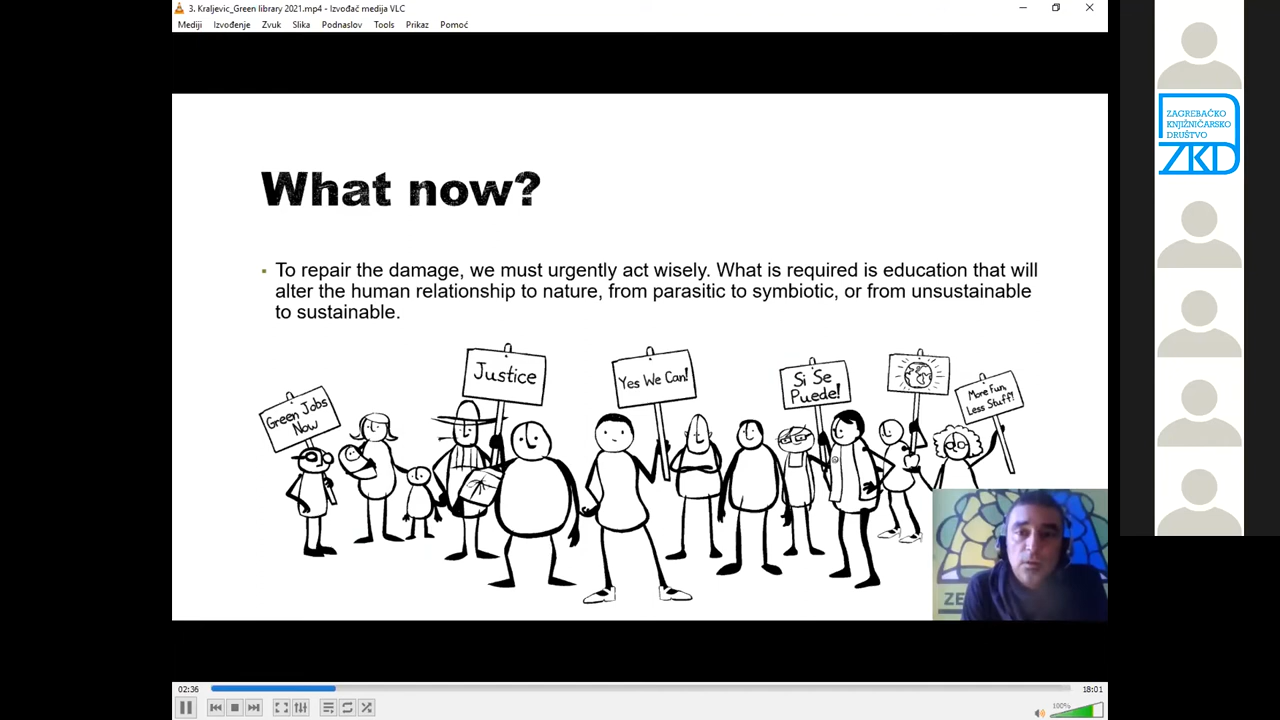 3. Kraljevic_Green library 2021.mp4 - Izvođač medija VLC
Mediji Izvođenje Zvuk Slika Podnaslov Tools Prikaz Pomoć
ZAGREBAČKO
KNJIŽNIČARSKO
DRUŠTVO
ZKD
What now?
To repair the damage, we must urgently act wisely. What is required is education that will
alter the human relationship to nature, from parasitic to symbiotic, or from unsustainable
to sustainable.
Green Jobs
Now
Justice
Yes We Can!
Si Se
Puede!
More Fun,
Less Stuff!
ZE
02:36
18:01
100%